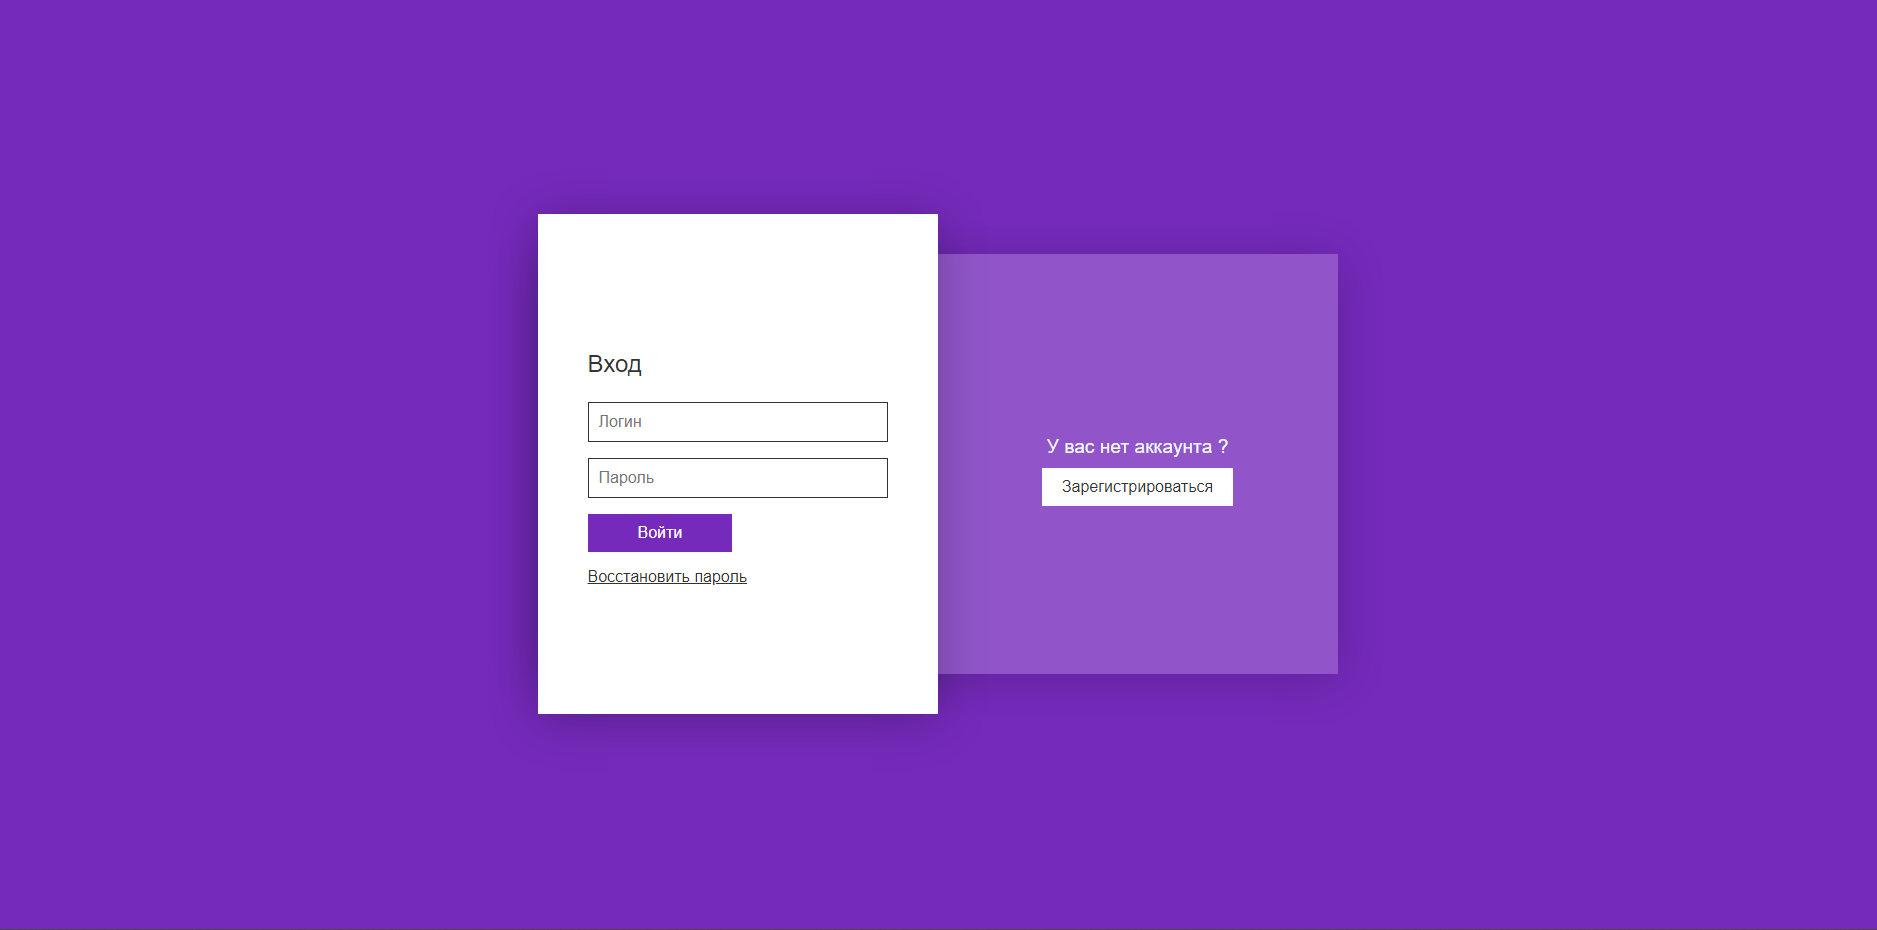 Вход
Логин
Пароль
Войти
Восстановить пароль
У вас нет аккаунта ?
Зарегистрироваться